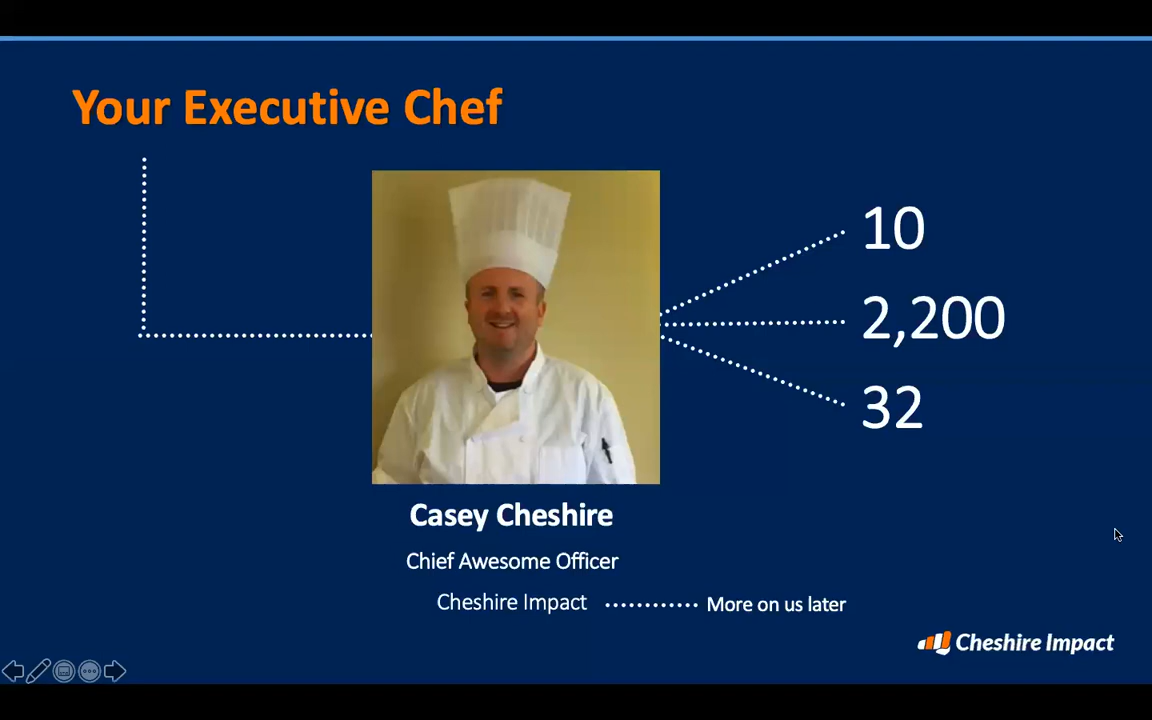 Your Executive Chef
10
2,200
32
Casey Cheshire
Chief Awesome Officer
Cheshire Impact
More on us later
Cheshire Impact